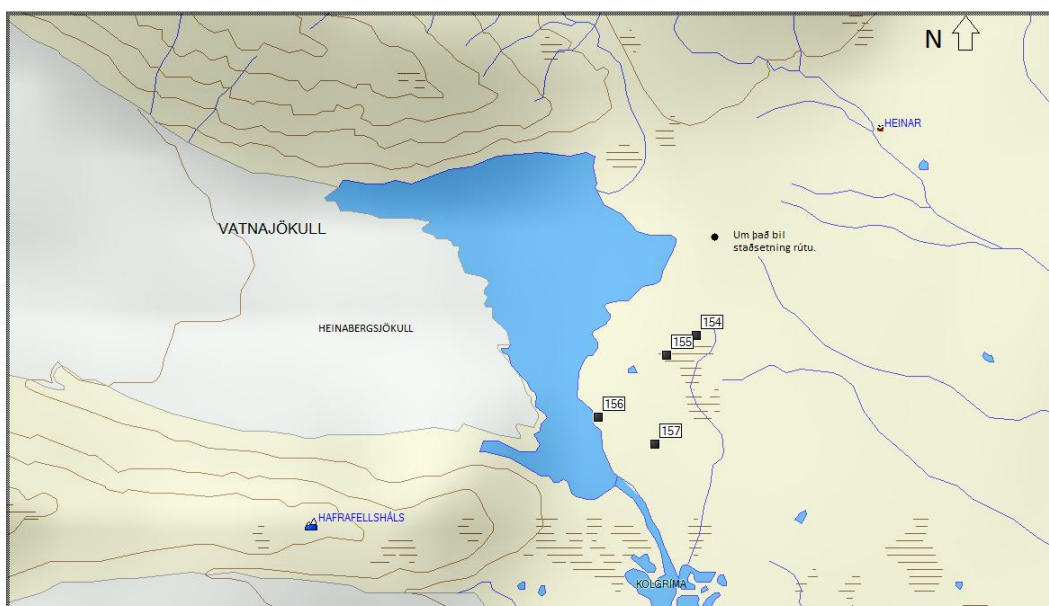 N
HEINAR
VATNAJÖKULL
Um það bil
staðsetning rútu.
HEINABERGSJÖKULL
154
155
156
157
HAFRAFELLSHÁLS
KOLGRÍMA